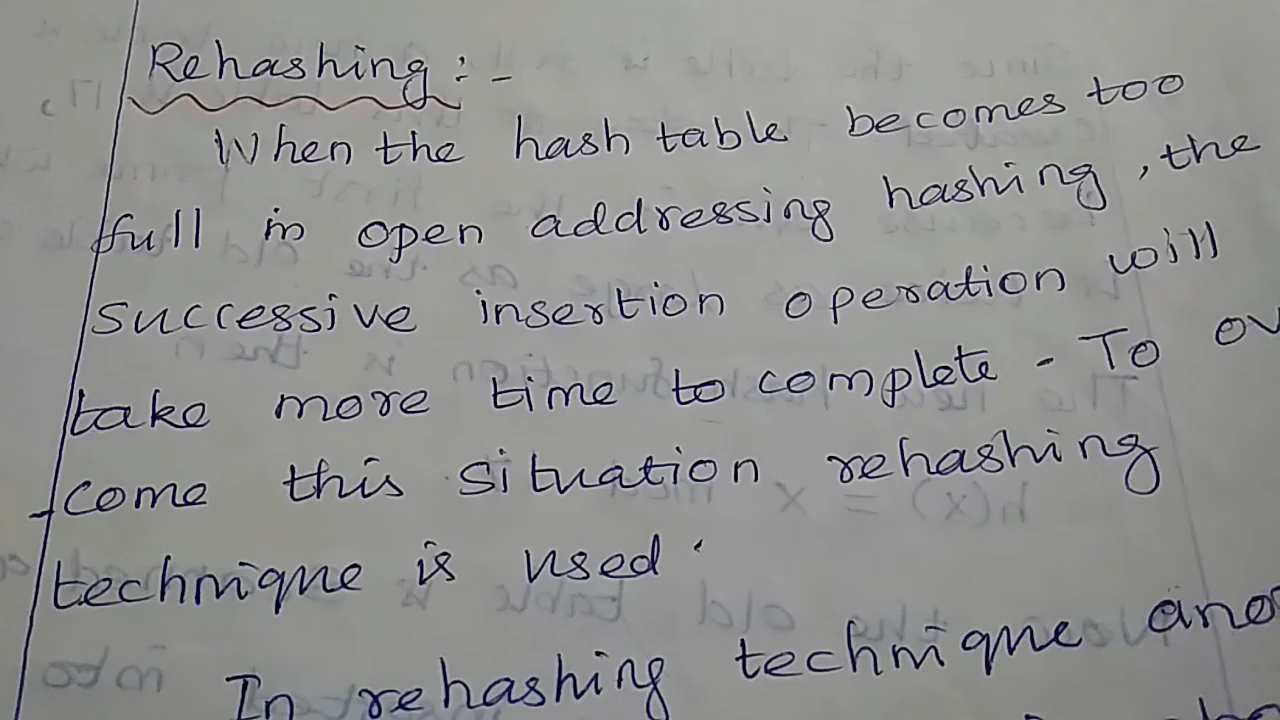 Rehashing :-
When the hash table becomes too
full in open addressing hashing, the
successive insertion operation will
take more time to complete. To ov
come this situation rehashing
technique is used.
In rehashing technique ano